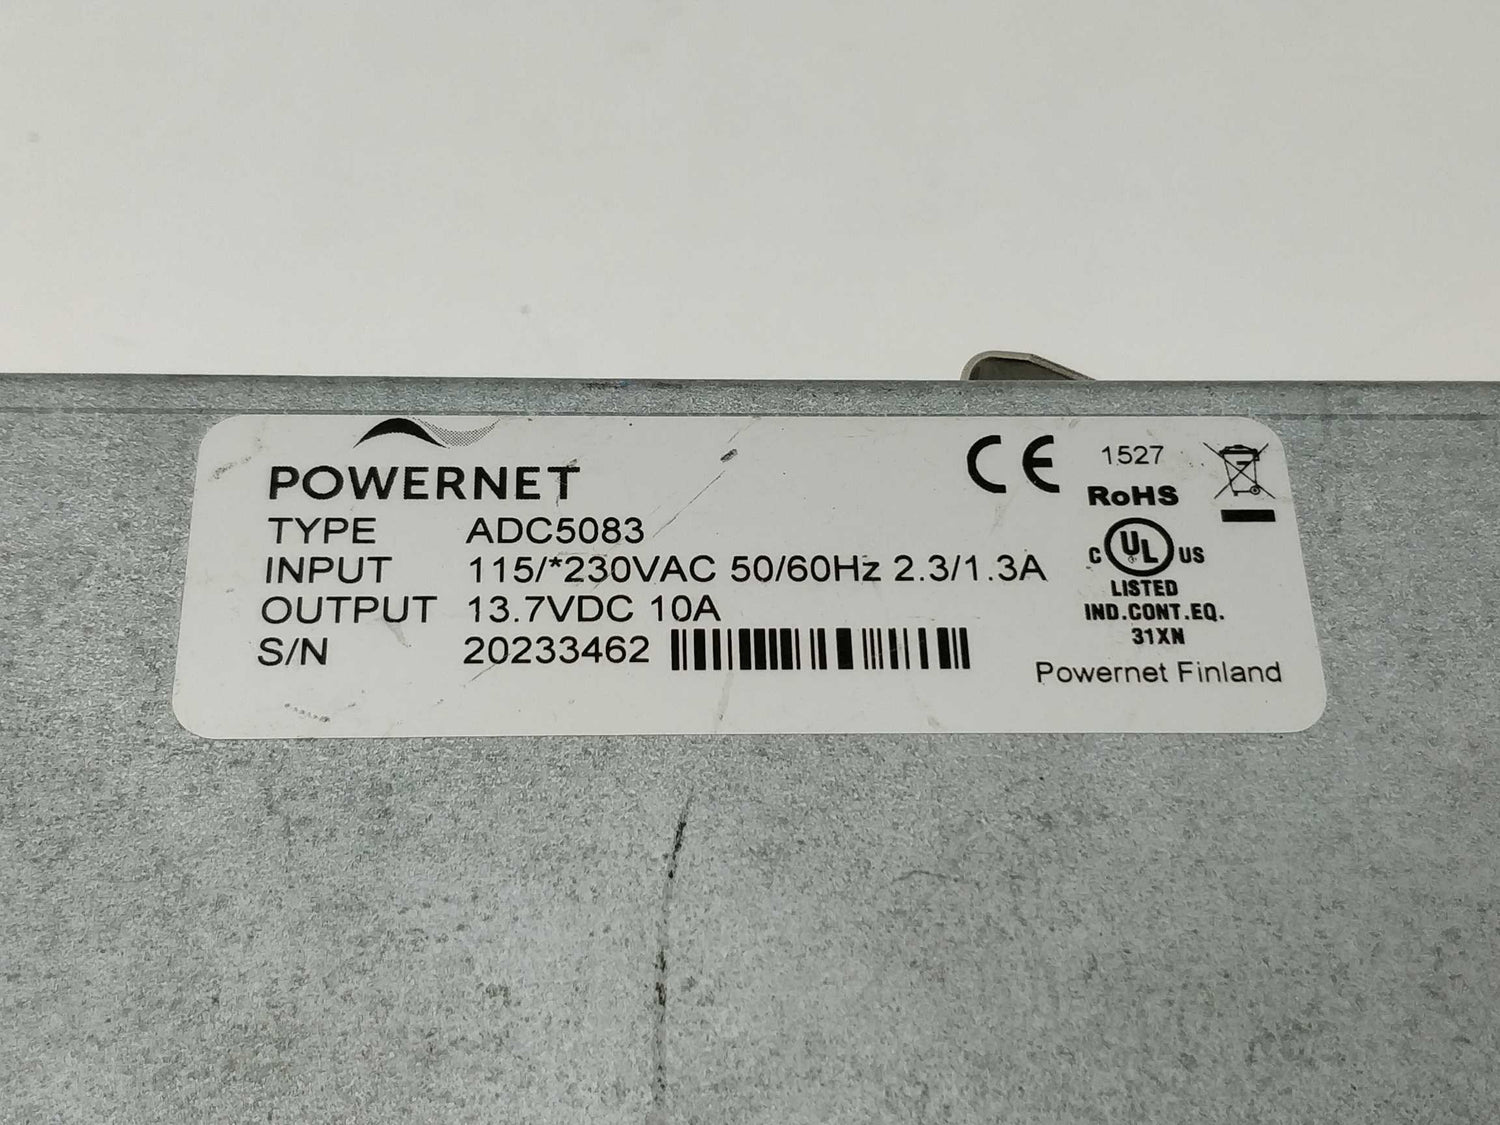 POWERNET
TYPE ADC5083
INPUT 115/*230VAC 50/60Hz 2.3/1.3A
OUTPUT 13.7VDC 10A
S/N 20233462
CE 1527
RoHS
C UL US
LISTED
IND.CONT.EQ.
31XN
Powernet Finland